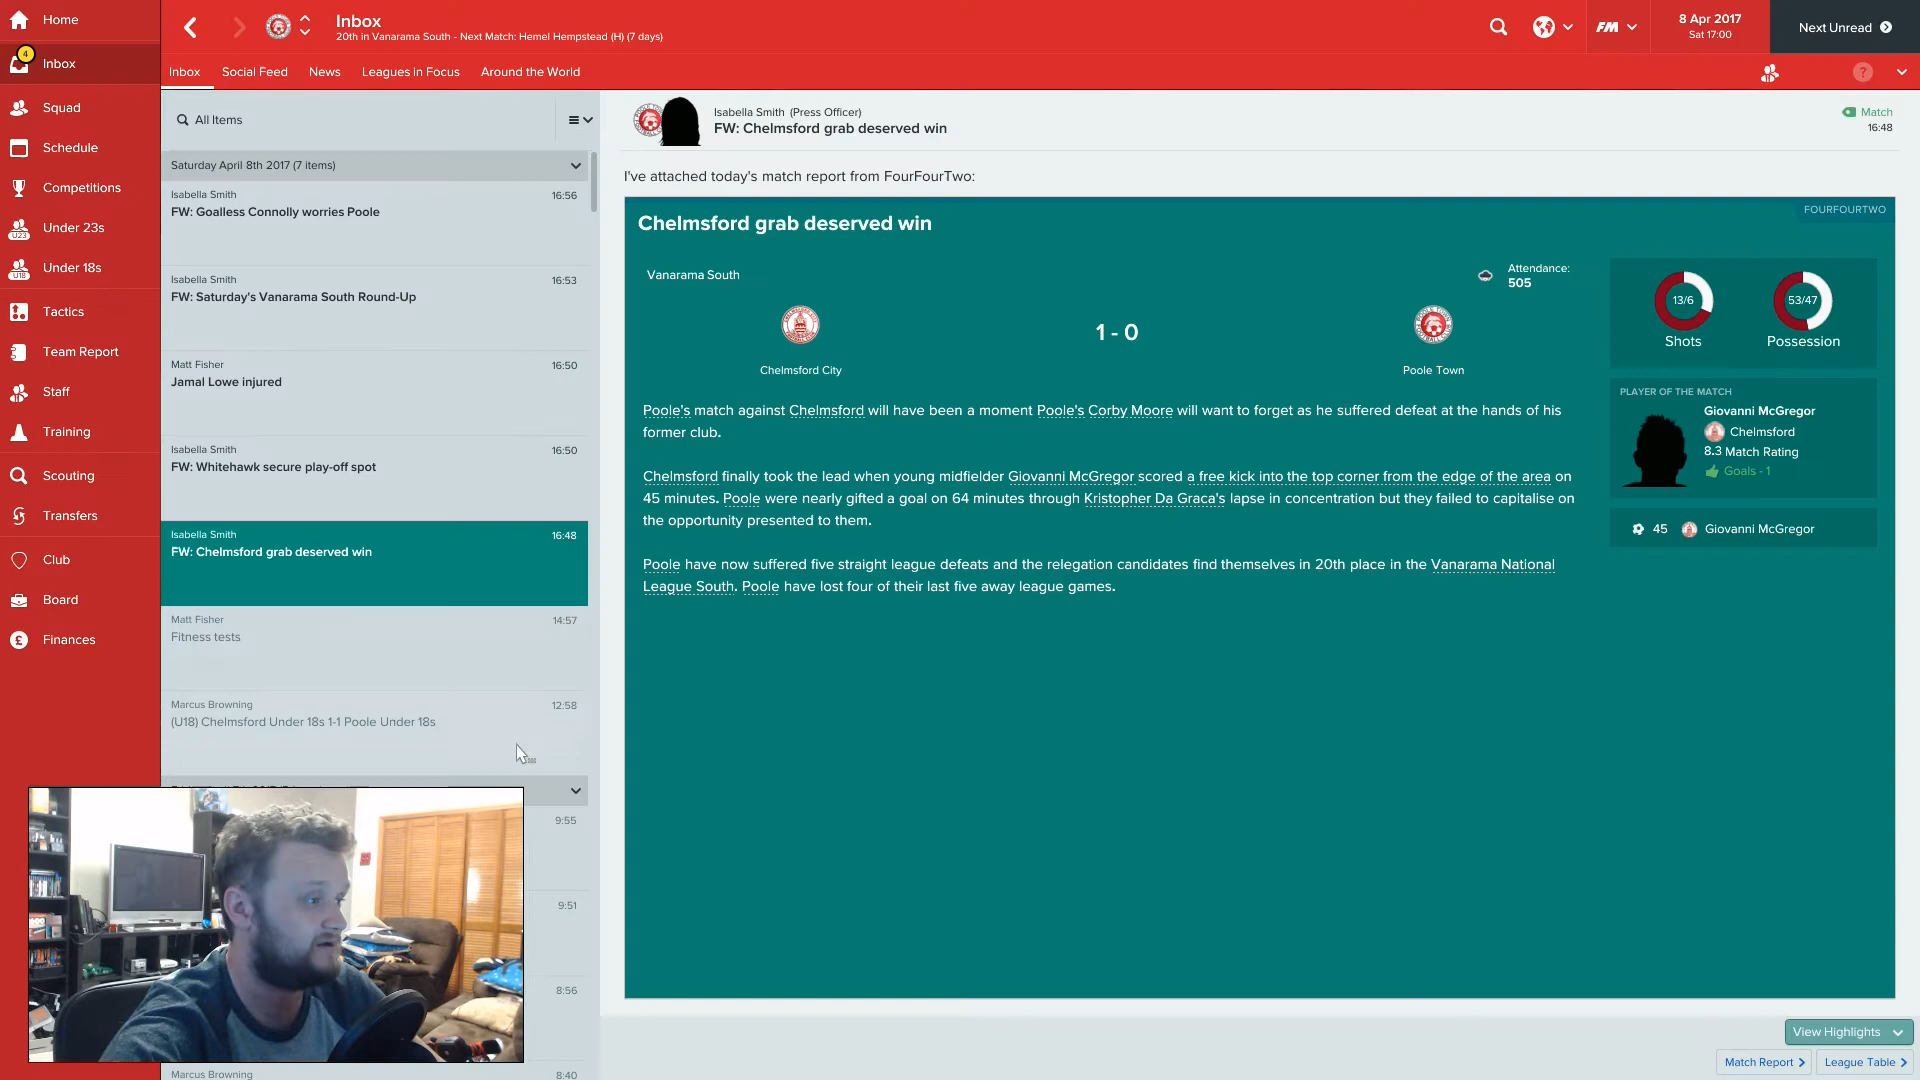 Home
Inbox
4
Squad
Schedule
Competitions
Under 23s
U23
Under 18s
U18
Tactics
Team Report
Staff
Training
Scouting
Transfers
Club
Board
£ Finances
Inbox
20th in Vanarama South - Next Match: Hemel Hempstead (H) (7 days)
FM
8 Apr 2017
Sat 17:00
Next Unread
Inbox Social Feed News Leagues in Focus Around the World
?
All Items
Saturday April 8th 2017 (7 items)
Isabella Smith 16:56
FW: Goalless Connolly worries Poole
Isabella Smith 16:53
FW: Saturday's Vanarama South Round-Up
Matt Fisher 16:50
Jamal Lowe injured
Isabella Smith 16:50
FW: Whitehawk secure play-off spot
Isabella Smith 16:48
FW: Chelmsford grab deserved win
Matt Fisher 14:57
Fitness tests
Marcus Browning 12:58
(U18) Chelmsford Under 18s 1-1 Poole Under 18s
9:55
9:51
8:56
Marcus Browning 8:40
Isabella Smith (Press Officer)
FW: Chelmsford grab deserved win
Match
16:48
I've attached today's match report from FourFourTwo:
FOURFOURTWO
Chelmsford grab deserved win
Vanarama South
Attendance:
505
1 - 0
Chelmsford City
Poole Town
13/6
Shots
53/47
Possession
Poole's match against Chelmsford will have been a moment Poole's Corby Moore will want to forget as he suffered defeat at the hands of his
former club.
Chelmsford finally took the lead when young midfielder Giovanni McGregor scored a free kick into the top corner from the edge of the area on
45 minutes. Poole were nearly gifted a goal on 64 minutes through Kristopher Da Graca's lapse in concentration but they failed to capitalise on
the opportunity presented to them.
Poole have now suffered five straight league defeats and the relegation candidates find themselves in 20th place in the Vanarama National
League South. Poole have lost four of their last five away league games.
PLAYER OF THE MATCH
Giovanni McGregor
Chelmsford
8.3 Match Rating
Goals - 1
45 Giovanni McGregor
View Highlights
Match Report
League Table